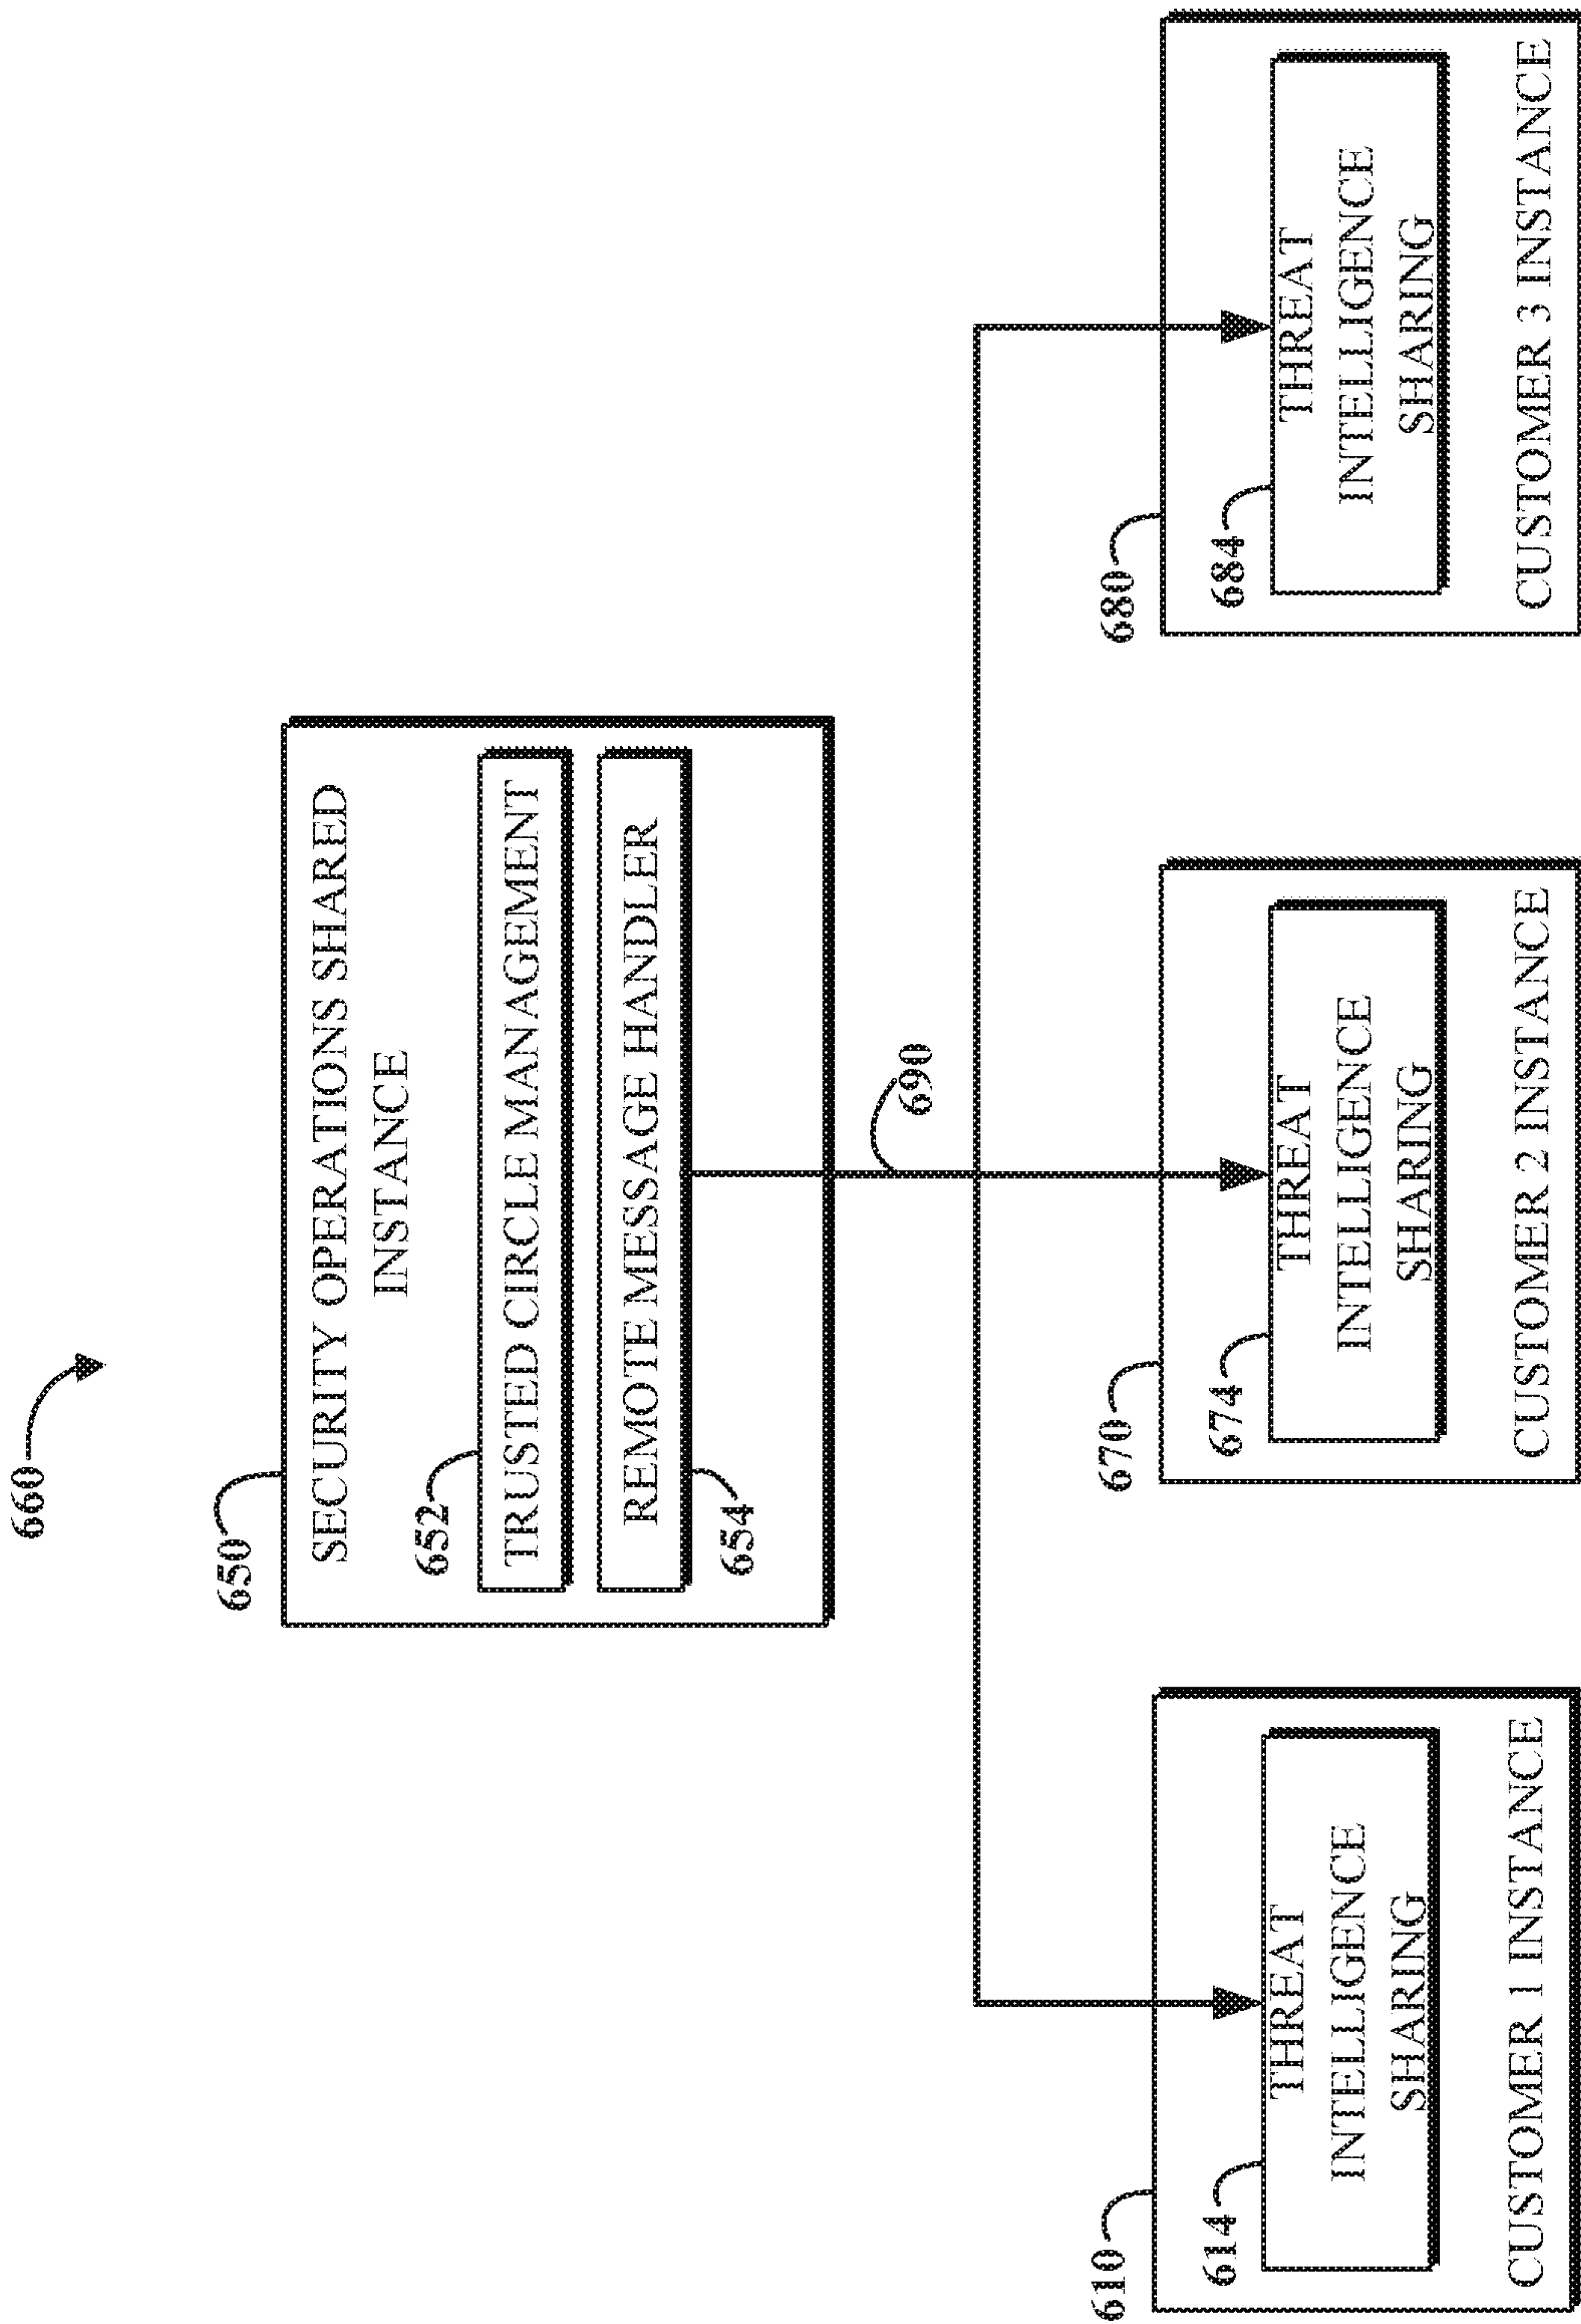 660
650
SECURITY OPERATIONS SHARED
INSTANCE
652
TRUSTED CIRCLE MANAGEMENT
REMOTE MESSAGE HANDLER
654
690
610
614
THREAT
INTELLIGENCE
SHARING
CUSTOMER 1 INSTANCE
670
674
THREAT
INTELLIGENCE
SHARING
CUSTOMER 2 INSTANCE
680
684
THREAT
INTELLIGENCE
SHARING
CUSTOMER 3 INSTANCE